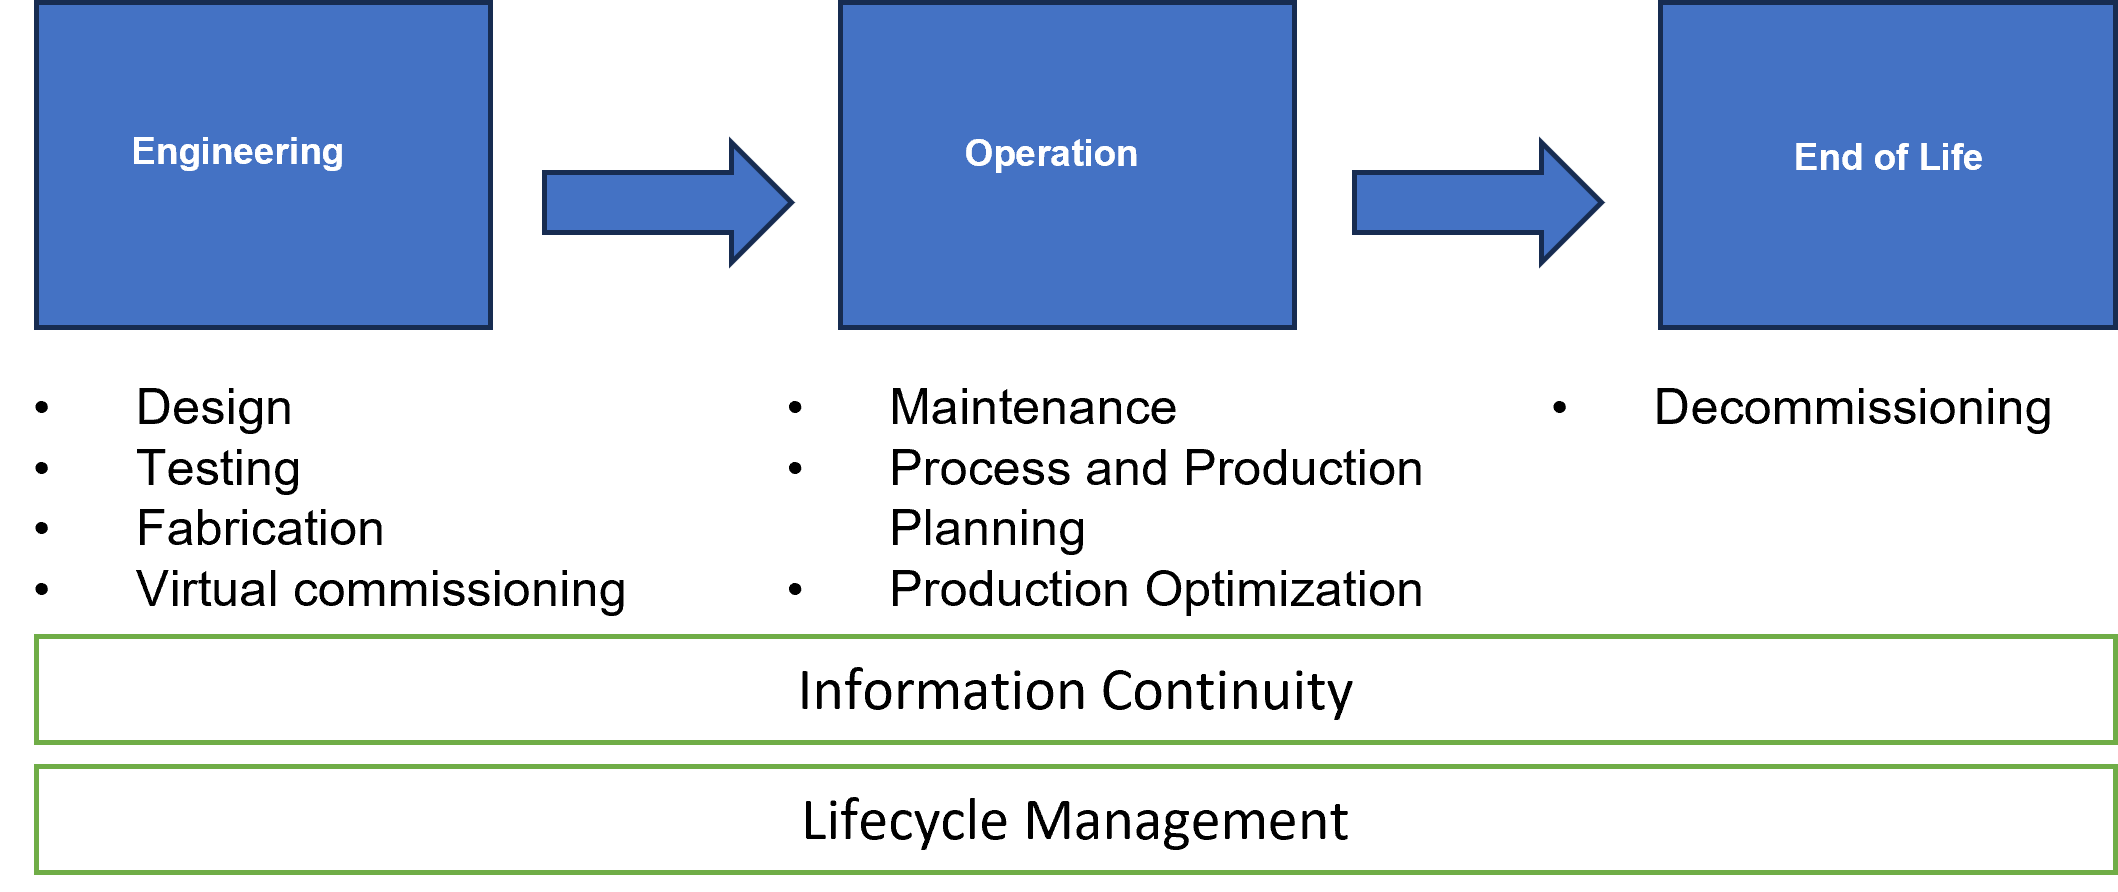 Engineering
Operation
End of Life
• Design
• Testing
• Fabrication
• Virtual commissioning
• Maintenance
• Process and Production
Planning
• Production Optimization
• Decommissioning
Information Continuity
Lifecycle Management